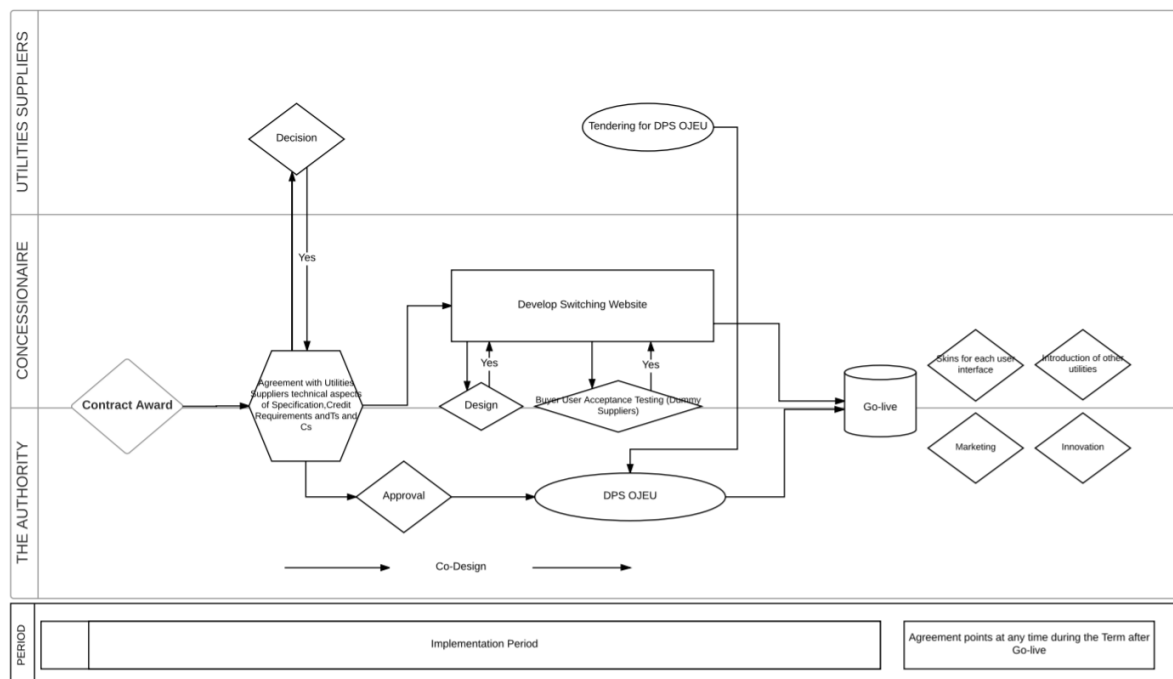 UTILITIES SUPPLIERS
Decision
Tendering for DPS OJEU
Yes
CONCESSIONAIRE
Develop Switching Website
Contract Award
Agreement with Utilities
Suppliers technical aspects
of Specification,Credit
Requirements andTs and
Cs
Yes
Design
Yes
Buyer User Acceptance Testing (Dummy
Suppliers)
Go-live
Skins for each user
interface
Introduction of other
utilities
Marketing
Innovation
THE AUTHORITY
Approval
DPS OJEU
Co-Design
PERIOD
Implementation Period
Agreement points at any time during the Term after
Go-live